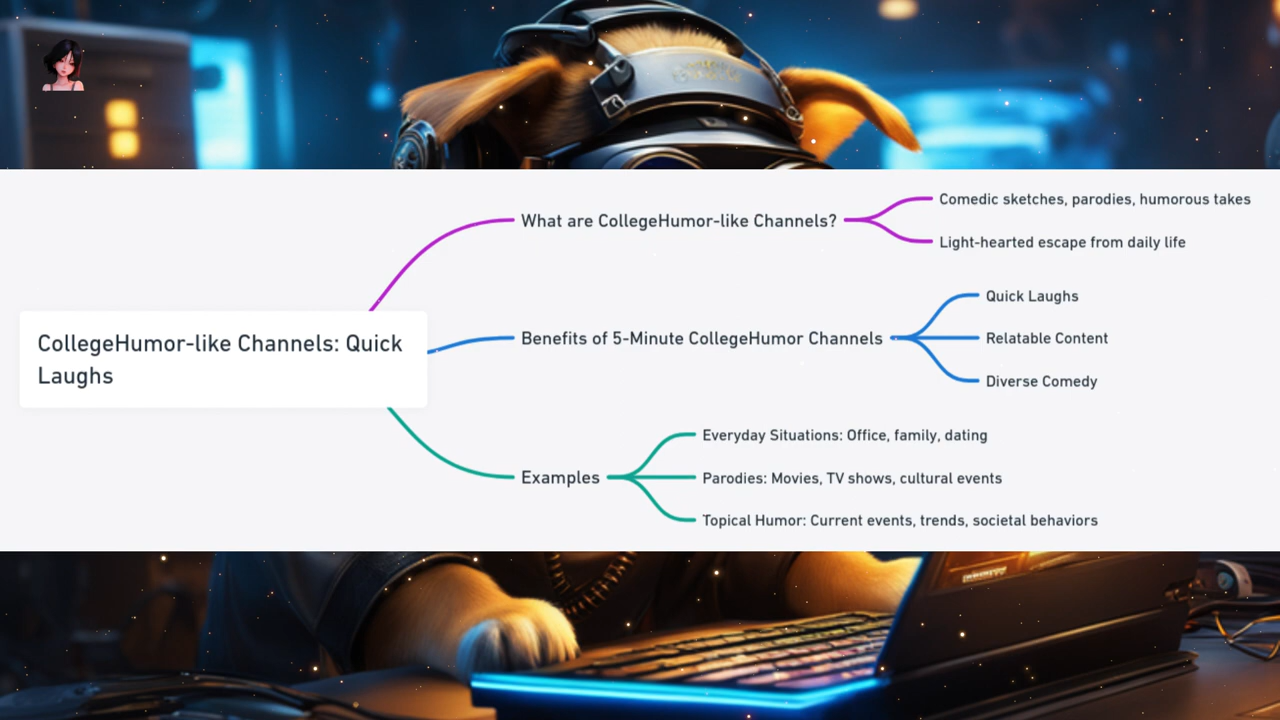 What are CollegeHumor-like Channels?
Comedic sketches, parodies, humorous takes
Light-hearted escape from daily life
CollegeHumor-like Channels: Quick
Laughs
Benefits of 5-Minute CollegeHumor Channels
Quick Laughs
Relatable Content
Diverse Comedy
Examples
Everyday Situations: Office, family, dating
Parodies: Movies, TV shows, cultural events
Topical Humor: Current events, trends, societal behaviors